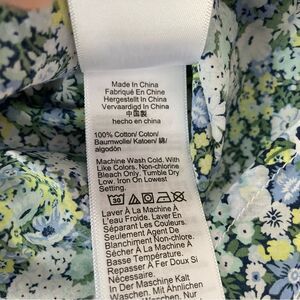 Made In China
Fabriqué En China
Hergestellt In China
Vervaardigd In China
中国製
hecho en china
100% Cotton/ Coton/
Baumwolle/ Katoen/ 綿/
algodón
Machine Wash Cold. With
Like Colors. Non-chlorine
Bleach Only. Tumble Dry
Low. Iron On Lowest
Setting.
30
Laver À La Machine À
L'eau Froide. Laver En
Séparant Les Couleurs.
Seulement Agent De
Blanchiment Non-chlore.
Sécher À La Machine À
Basse Température.
Repasser À Fer Doux Si
Nécessaire.
In Der Maschine Kalt
Waschen. Mit Ähnlichen